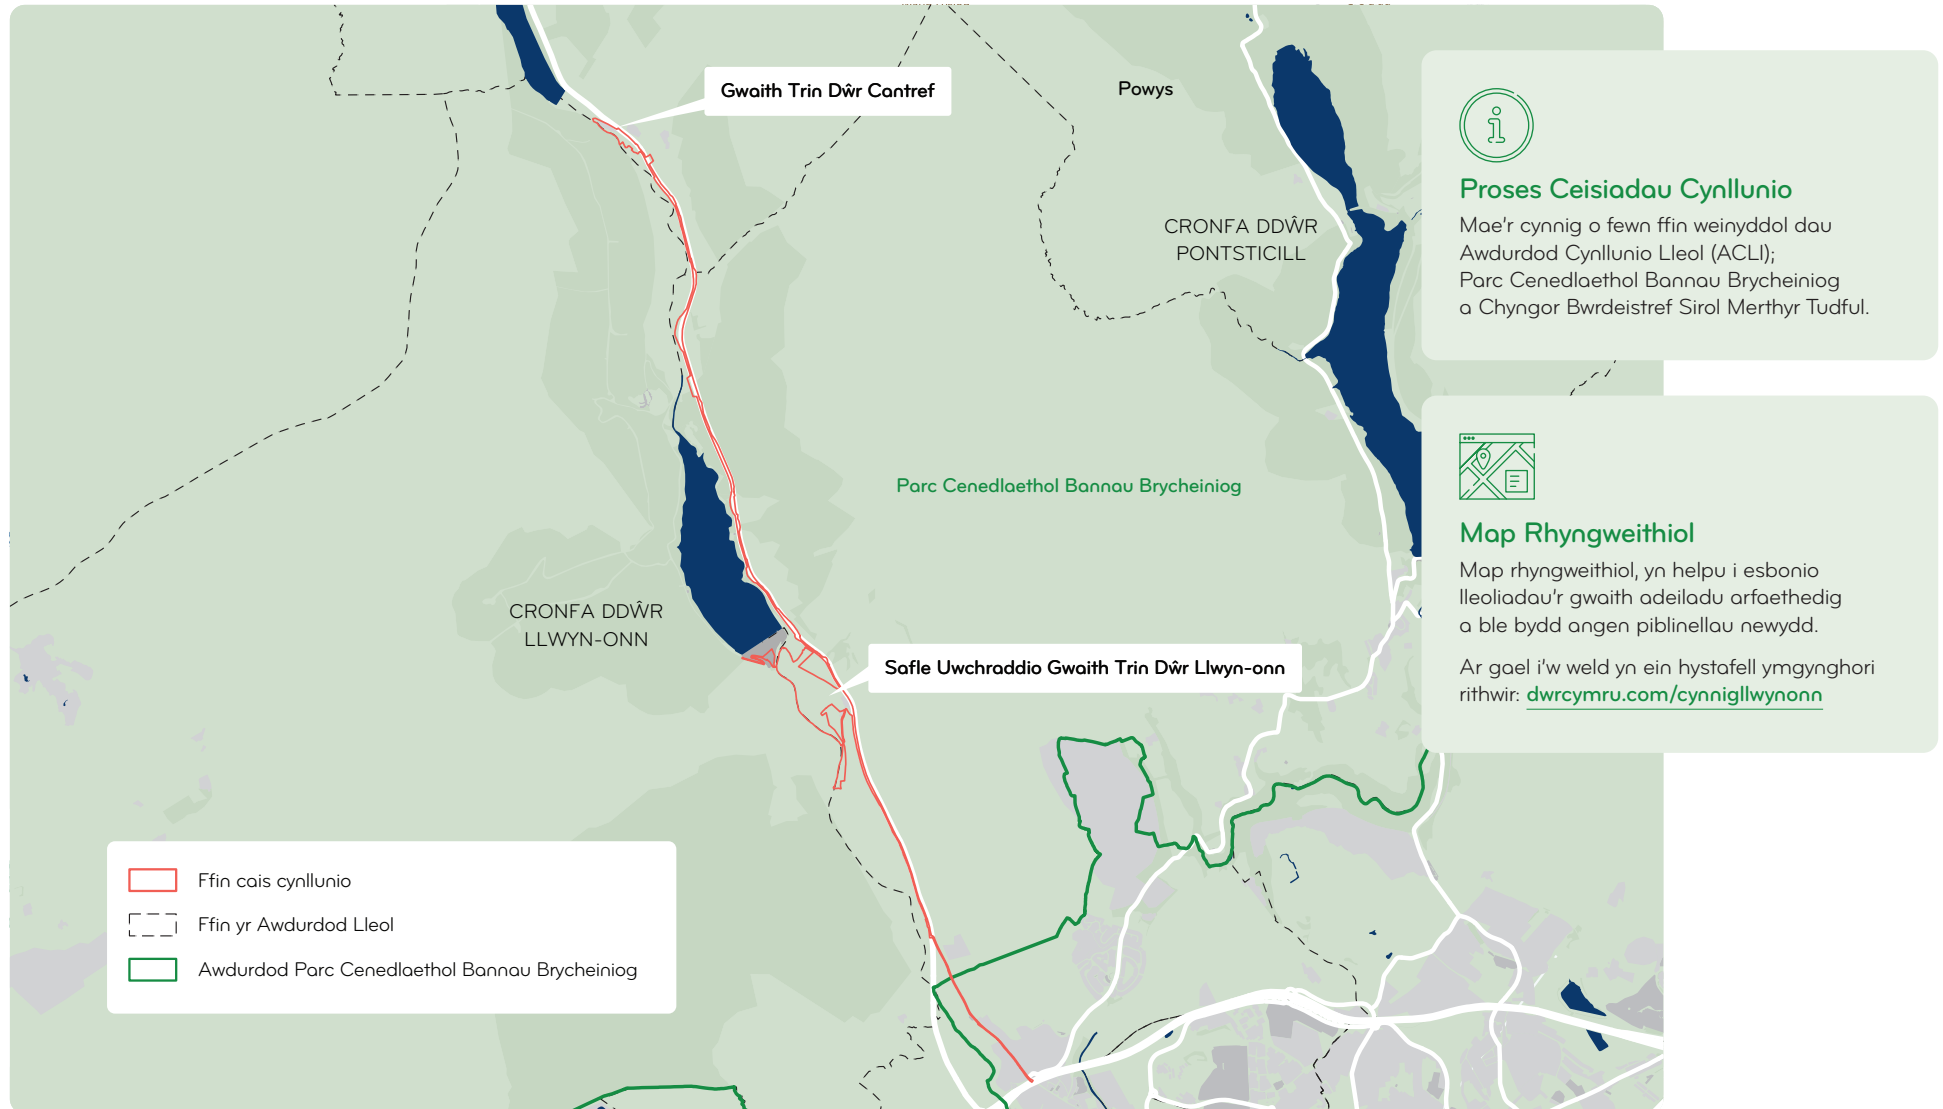 Gwaith Trin Dŵr Cantref
Powys
CRONFA DDŴR
PONTSTICILL
Parc Cenedlaethol Bannau Brycheiniog
CRONFA DDŴR
LLWYN-ONN
Safle Uwchraddio Gwaith Trin Dŵr Llwyn-onn
Ffin cais cynllunio
Ffin yr Awdurdod Lleol
Awdurdod Parc Cenedlaethol Bannau Brycheiniog
Proses Ceisiadau Cynllunio
Mae'r cynnig o fewn ffin weinyddol dau
Awdurdod Cynllunio Lleol (ACLl);
Parc Cenedlaethol Bannau Brycheiniog
a Chyngor Bwrdeistref Sirol Merthyr Tudful.
Map Rhyngweithiol
Map rhyngweithiol, yn helpu i esbonio
lleoliadau'r gwaith adeiladu arfaethedig
a ble bydd angen piblinellau newydd.
Ar gael i'w weld yn ein hystafell ymgynghori
rithwir: dwrcymru.com/cynnigllwynonn